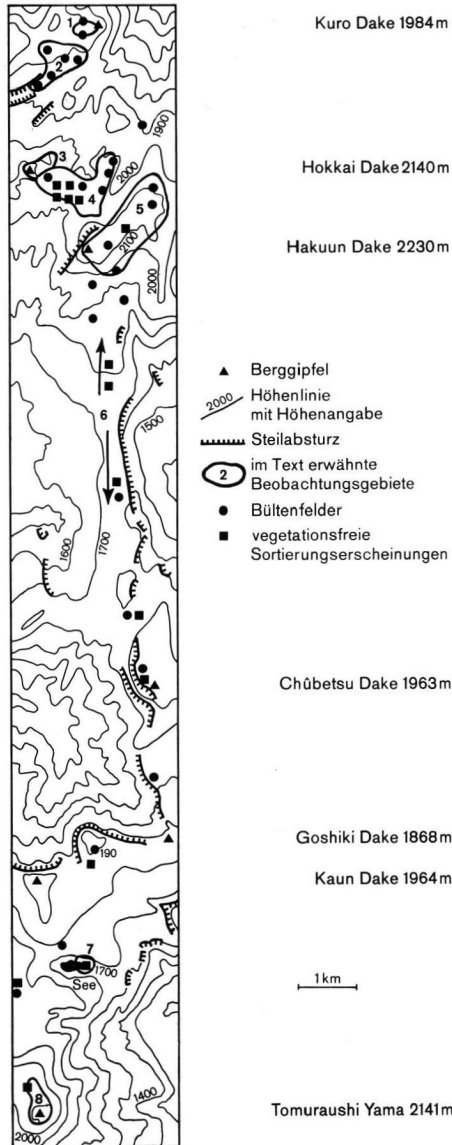 Kuro Dake 1984 m
1
2
1900
3
Hokkai Dake 2140 m
2000
4
5
Hakuun Dake 2230 m
2100
2000
6
1500
1600
1700
▲ Berggipfel
2000 Höhenlinie
mit Höhenangabe
Steilabsturz
2 im Text erwähnte
Beobachtungsgebiete
● Bültenfelder
■ vegetationsfreie
Sortierungserscheinungen
Chûbetsu Dake 1963 m
Goshiki Dake 1868 m
190
Kaun Dake 1964 m
7
1700
See
1 km
1400
8
2000
Tomuraushi Yama 2141 m